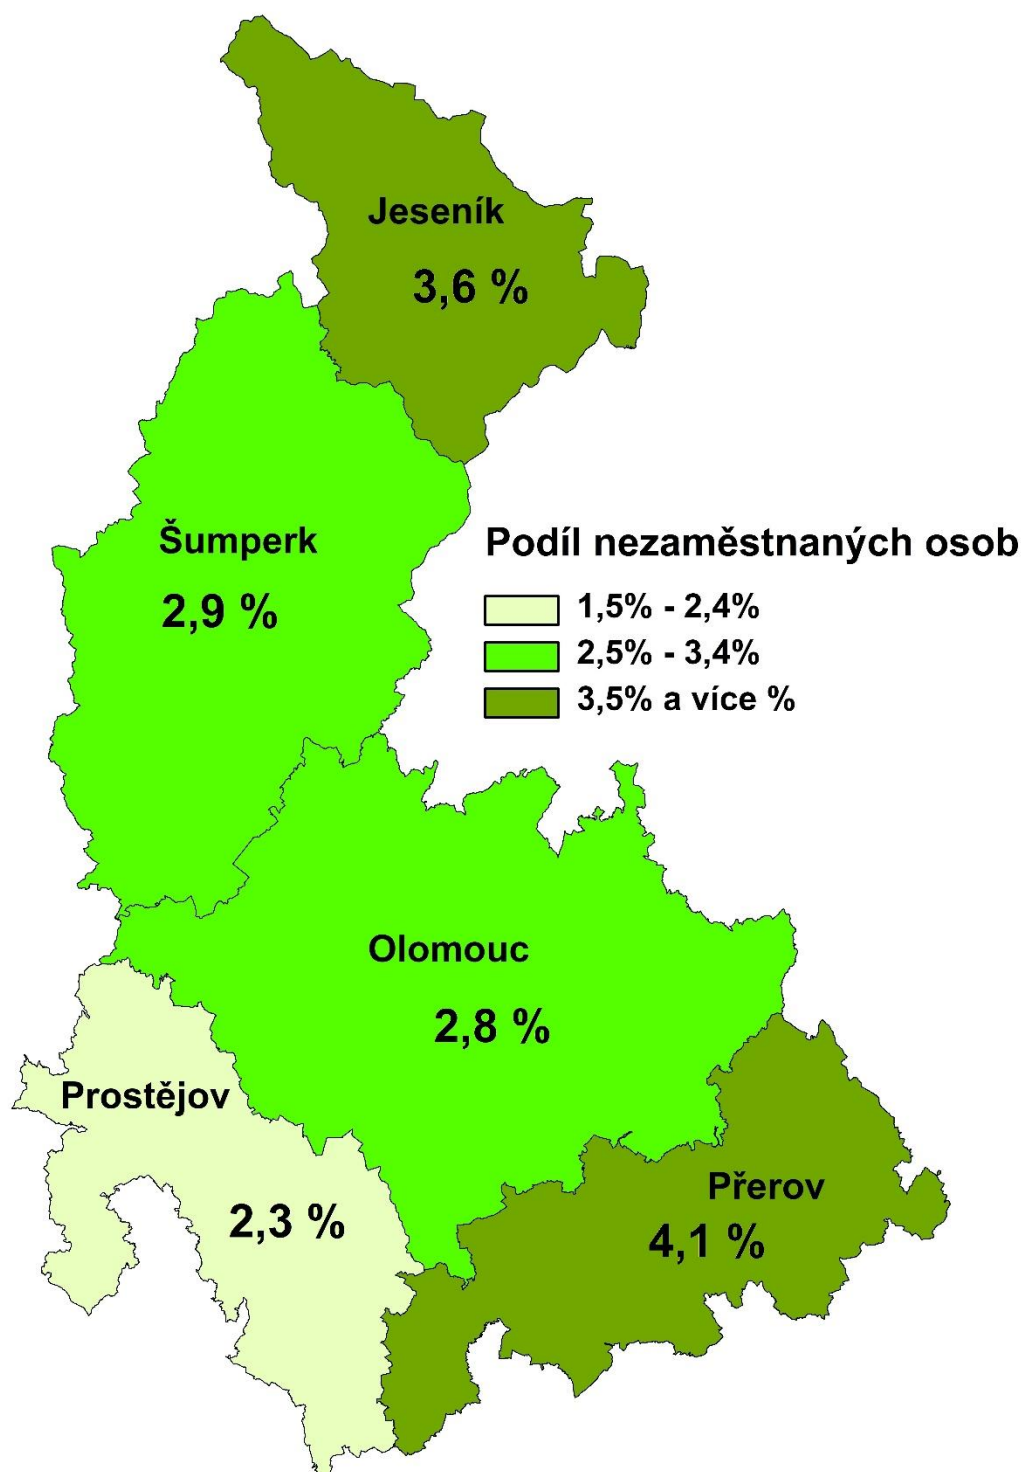 Jeseník
3,6 %
Šumperk
2,9 %
Podíl nezaměstnaných osob
1,5% - 2,4%
2,5% - 3,4%
3,5% a více %
Olomouc
2,8 %
Prostějov
2,3 %
Přerov
4,1 %